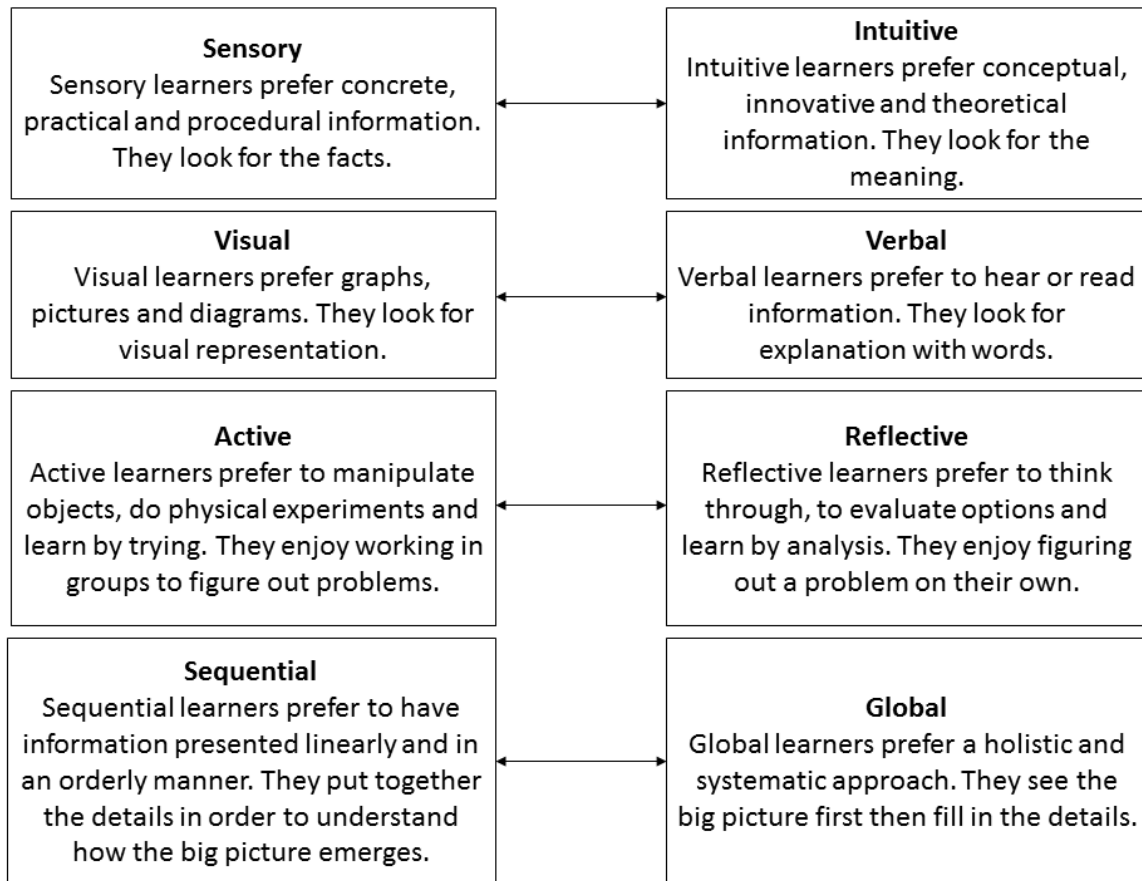 Sensory
Sensory learners prefer concrete,
practical and procedural information.
They look for the facts.
Intuitive
Intuitive learners prefer conceptual,
innovative and theoretical
information. They look for the
meaning.
Visual
Visual learners prefer graphs,
pictures and diagrams. They look for
visual representation.
Verbal
Verbal learners prefer to hear or read
information. They look for
explanation with words.
Active
Active learners prefer to manipulate
objects, do physical experiments and
learn by trying. They enjoy working in
groups to figure out problems.
Reflective
Reflective learners prefer to think
through, to evaluate options and
learn by analysis. They enjoy figuring
out a problem on their own.
Sequential
Sequential learners prefer to have
information presented linearly and in
an orderly manner. They put together
the details in order to understand
how the big picture emerges.
Global
Global learners prefer a holistic and
systematic approach. They see the
big picture first then fill in the details.